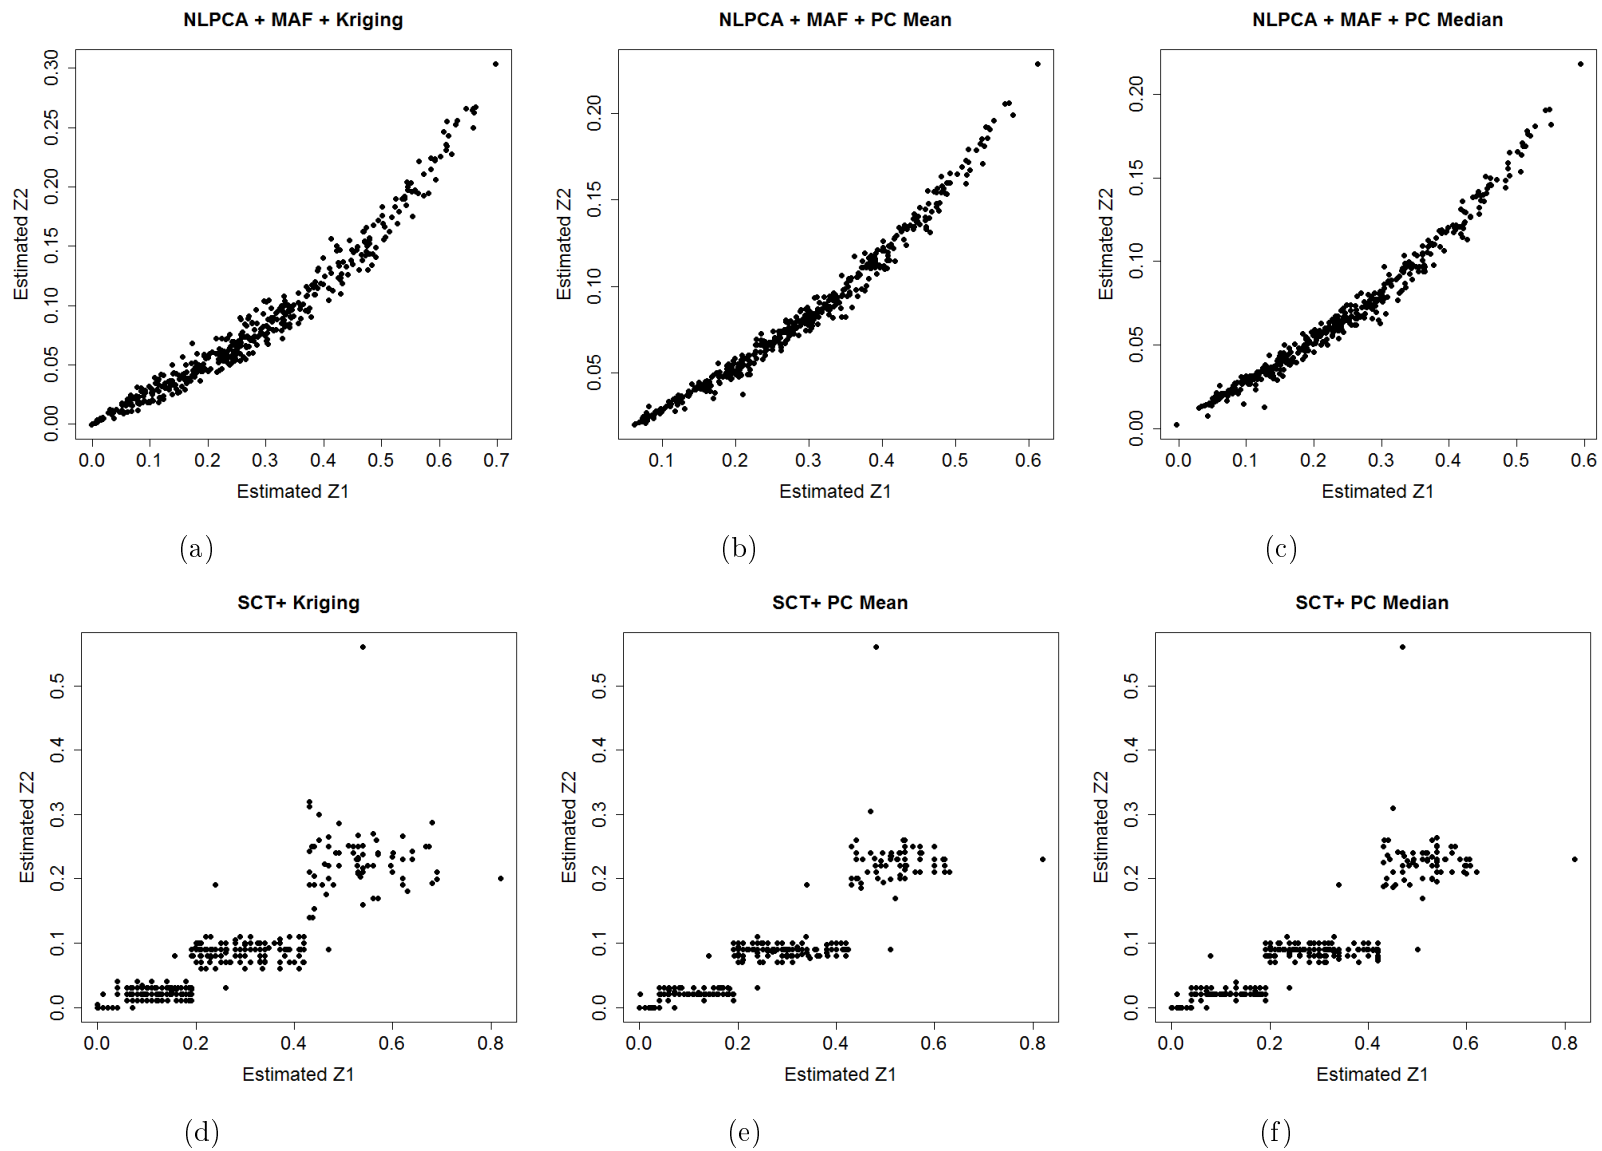 NLPCA + MAF + Kriging
NLPCA + MAF + PC Mean
NLPCA + MAF + PC Median
Estimated Z2
0.00 0.05 0.10 0.15 0.20 0.25 0.30
0.0 0.1 0.2 0.3 0.4 0.5 0.6 0.7
Estimated Z1
Estimated Z2
0.05 0.10 0.15 0.20
0.1 0.2 0.3 0.4 0.5 0.6
Estimated Z1
Estimated Z2
0.00 0.05 0.10 0.15 0.20
0.0 0.1 0.2 0.3 0.4 0.5 0.6
Estimated Z1
(a)
(b)
(c)
SCT+ Kriging
SCT+ PC Mean
SCT+ PC Median
Estimated Z2
0.0 0.1 0.2 0.3 0.4 0.5
0.0 0.2 0.4 0.6 0.8
Estimated Z1
Estimated Z2
0.0 0.1 0.2 0.3 0.4 0.5
0.0 0.2 0.4 0.6 0.8
Estimated Z1
Estimated Z2
0.0 0.1 0.2 0.3 0.4 0.5
0.0 0.2 0.4 0.6 0.8
Estimated Z1
(d)
(e)
(f)